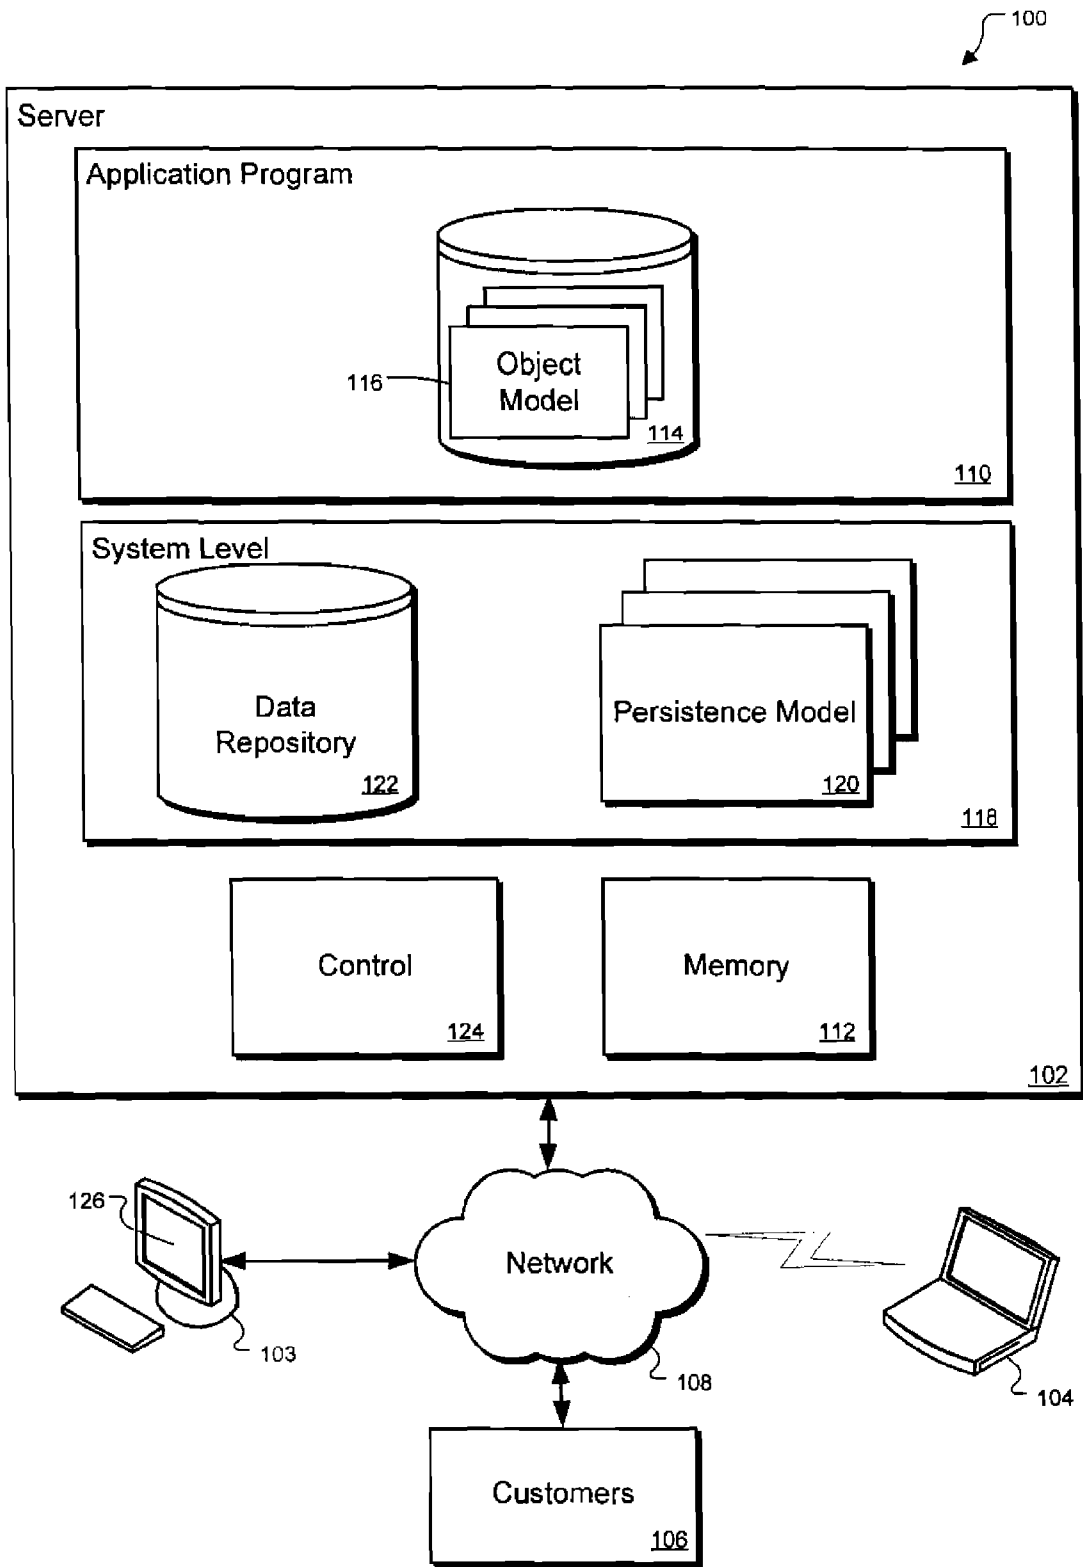 100
Server
Application Program
Object
Model
116
114
110
System Level
Data
Repository
122
Persistence Model
120
118
Control
124
Memory
112
102
126
103
Network
108
104
Customers
106